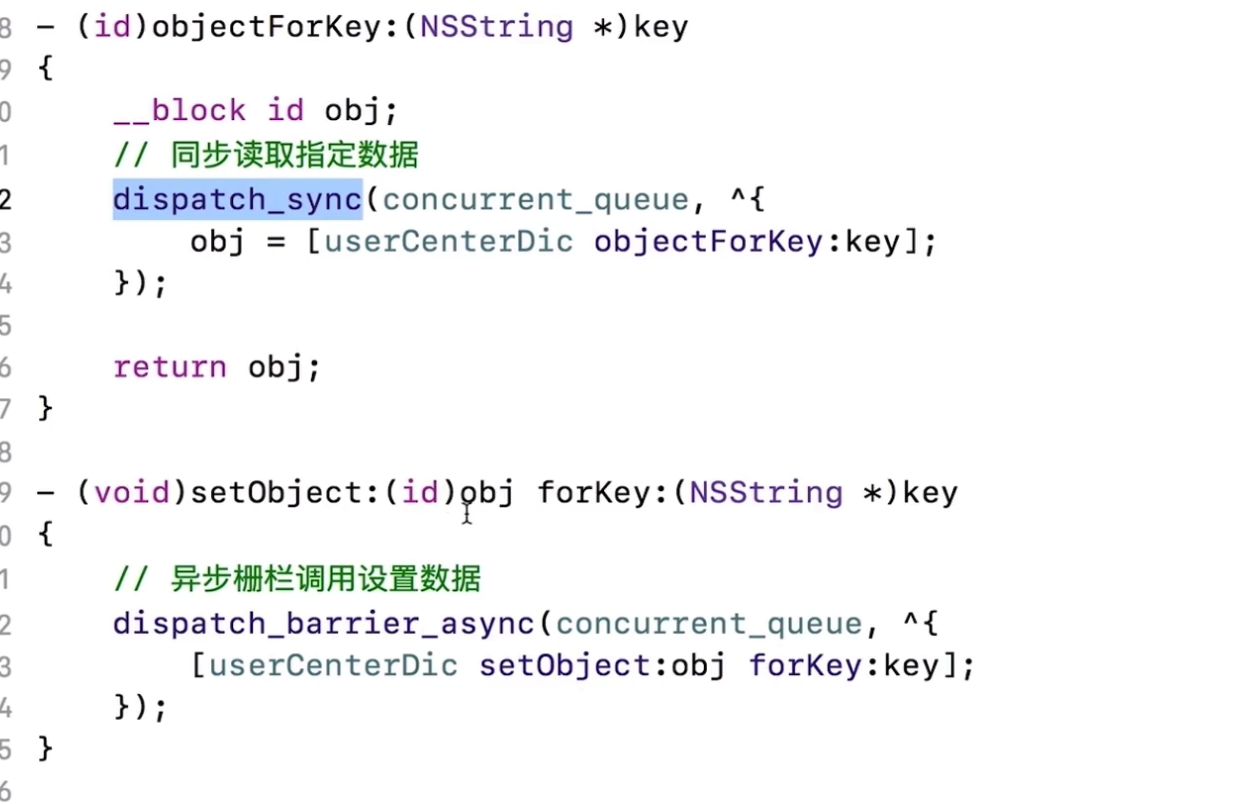 8 - (id)objectForKey:(NSString *)key
9 {
0     __block id obj;
1     // 同步读取指定数据
2     dispatch_sync(concurrent_queue, ^{
3         obj = [userCenterDic objectForKey:key];
4     });
5
6     return obj;
7 }
8
9 - (void)setObject:(id)obj forKey:(NSString *)key
0 {
1     // 异步栅栏调用设置数据
2     dispatch_barrier_async(concurrent_queue, ^{
3         [userCenterDic setObject:obj forKey:key];
4     });
5 }
6